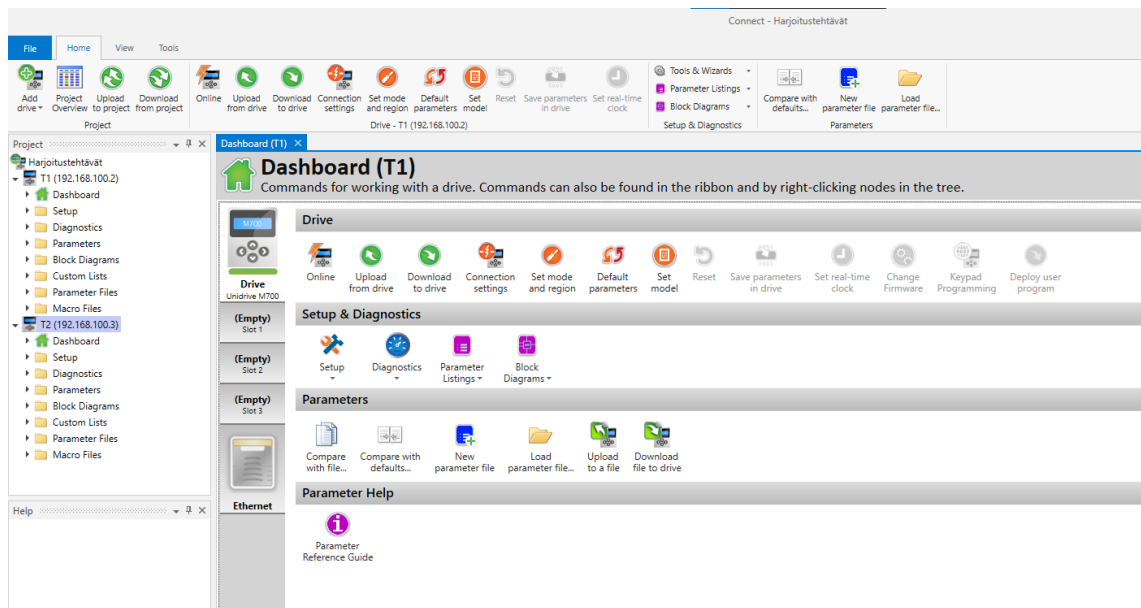 Connect - Harjoitustehtävät
File Home View Tools
Add drive
Project Overview
Upload to project
Download from project
Online
Upload from drive
Download to drive
Connection settings
Set mode and region
Default parameters
Set model
Reset
Save parameters in drive
Set real-time clock
Tools & Wizards
Parameter Listings
Block Diagrams
Compare with defaults...
New parameter file
Load parameter file...
Project
Drive - T1 (192.168.100.2)
Setup & Diagnostics
Parameters
Project
Harjoitustehtävät
T1 (192.168.100.2)
Dashboard
Setup
Diagnostics
Parameters
Block Diagrams
Custom Lists
Parameter Files
Macro Files
T2 (192.168.100.3)
Dashboard
Setup
Diagnostics
Parameters
Block Diagrams
Custom Lists
Parameter Files
Macro Files
Help
Dashboard (T1)
Dashboard (T1)
Commands for working with a drive. Commands can also be found in the ribbon and by right-clicking nodes in the tree.
M700
Drive
Unidrive M700
(Empty)
Slot 1
(Empty)
Slot 2
(Empty)
Slot 3
Ethernet
Drive
Online
Upload from drive
Download to drive
Connection settings
Set mode and region
Default parameters
Set model
Reset
Save parameters in drive
Set real-time clock
Change Firmware
Keypad Programming
Deploy user program
Setup & Diagnostics
Setup
Diagnostics
Parameter Listings
Block Diagrams
Parameters
Compare with file...
Compare with defaults...
New parameter file
Load parameter file...
Upload to a file
Download file to drive
Parameter Help
Parameter Reference Guide